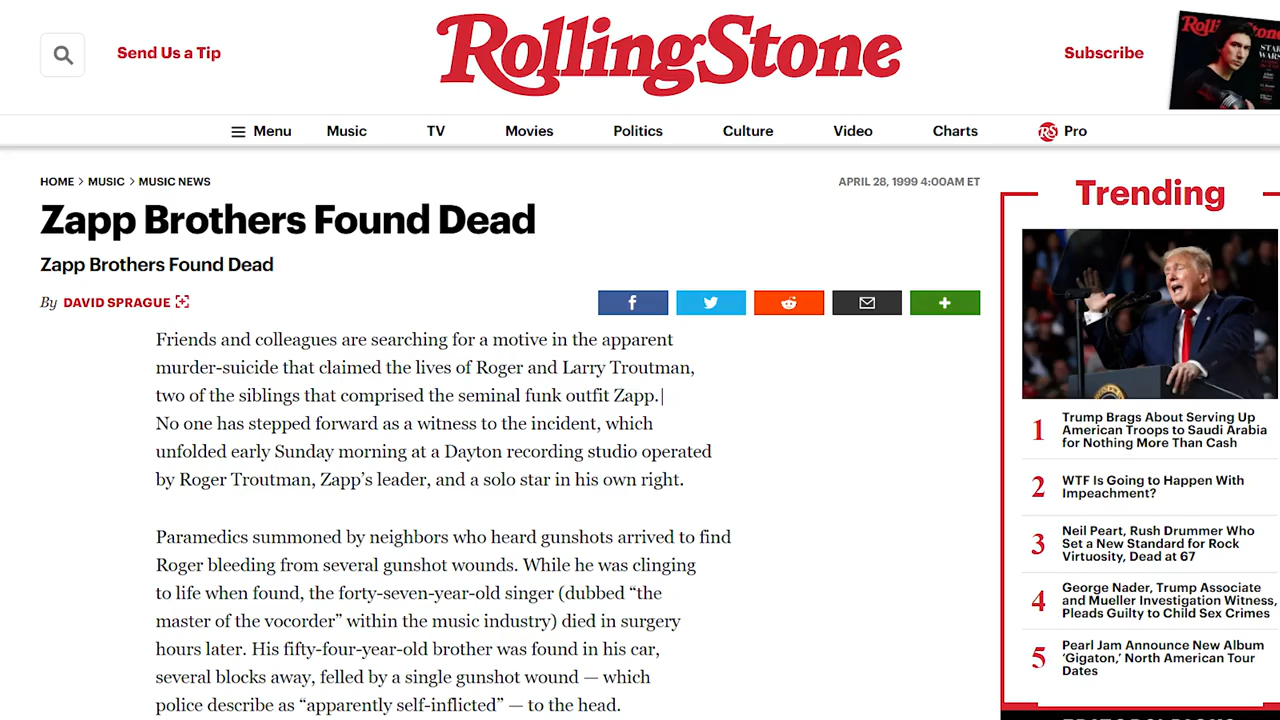 Send Us a Tip
RollingStone
Subscribe
Menu
Music
TV
Movies
Politics
Culture
Video
Charts
RS Pro
HOME > MUSIC > MUSIC NEWS
APRIL 28, 1999 4:00AM ET
Zapp Brothers Found Dead
Zapp Brothers Found Dead
By DAVID SPRAGUE
Friends and colleagues are searching for a motive in the apparent
murder-suicide that claimed the lives of Roger and Larry Troutman,
two of the siblings that comprised the seminal funk outfit Zapp.|
No one has stepped forward as a witness to the incident, which
unfolded early Sunday morning at a Dayton recording studio operated
by Roger Troutman, Zapp’s leader, and a solo star in his own right.
Paramedics summoned by neighbors who heard gunshots arrived to find
Roger bleeding from several gunshot wounds. While he was clinging
to life when found, the forty-seven-year-old singer (dubbed “the
master of the vocorder” within the music industry) died in surgery
hours later. His fifty-four-year-old brother was found in his car,
several blocks away, felled by a single gunshot wound — which
police describe as “apparently self-inflicted” — to the head.
Trending
1
Trump Brags About Serving Up
American Troops to Saudi Arabia
for Nothing More Than Cash
2
WTF Is Going to Happen With
Impeachment?
3
Neil Peart, Rush Drummer Who
Set a New Standard for Rock
Virtuosity, Dead at 67
4
George Nader, Trump Associate
and Mueller Investigation Witness,
Pleads Guilty to Child Sex Crimes
5
Pearl Jam Announce New Album
‘Gigaton,’ North American Tour
Dates